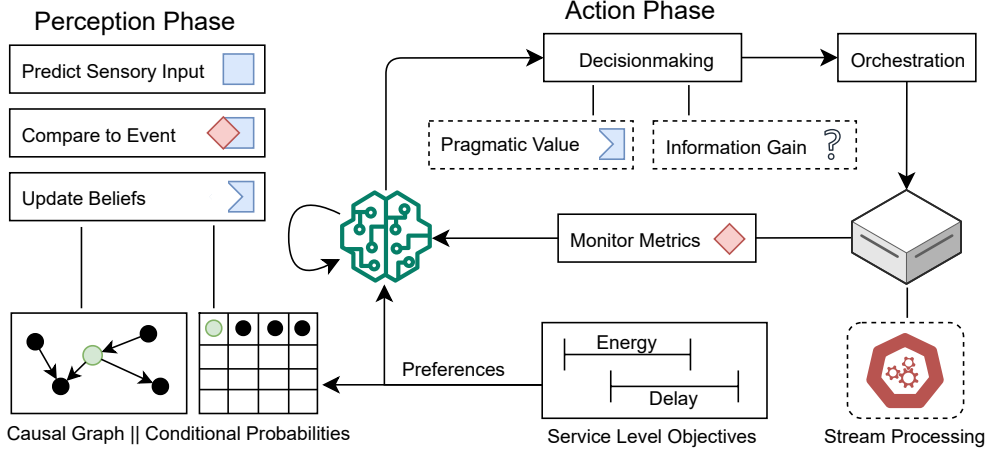 Perception Phase
Action Phase
Predict Sensory Input
Compare to Event
Update Beliefs
Decisionmaking
Orchestration
Pragmatic Value
Information Gain
?
Monitor Metrics
Preferences
Energy
Delay
Causal Graph || Conditional Probabilities
Service Level Objectives
Stream Processing